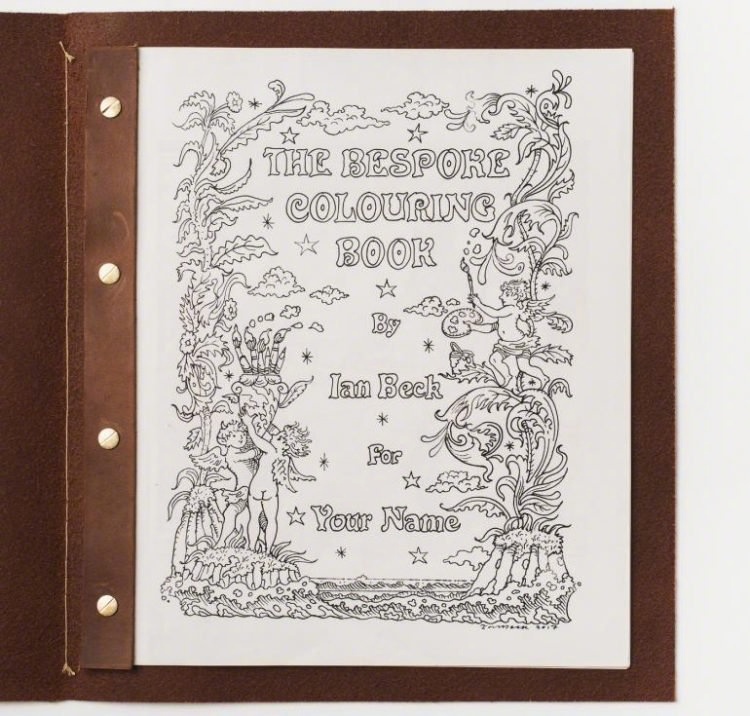 THE BESPOKE
COLOURING
BOOK
By
Ian Beck
For
Your Name